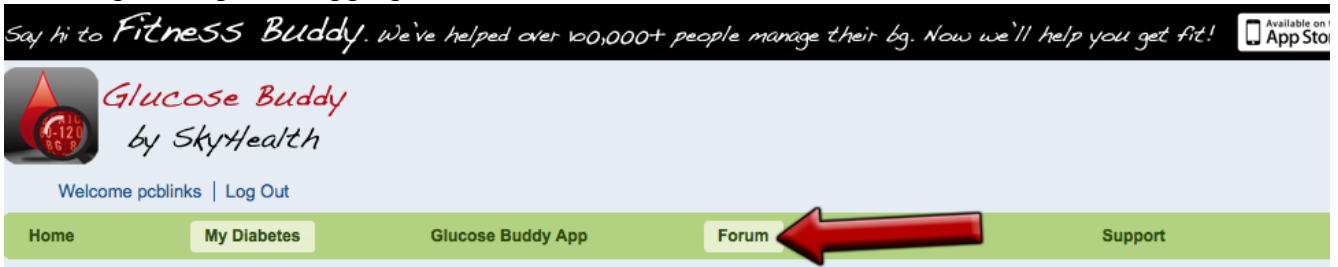 Say hi to Fitness Buddy. We've helped over 100,000+ people manage their bg. Now we'll help you get fit!
Available on
App Stor
Glucose Buddy
by SkyHealth
Welcome pcblinks | Log Out
Home My Diabetes Glucose Buddy App Forum Support